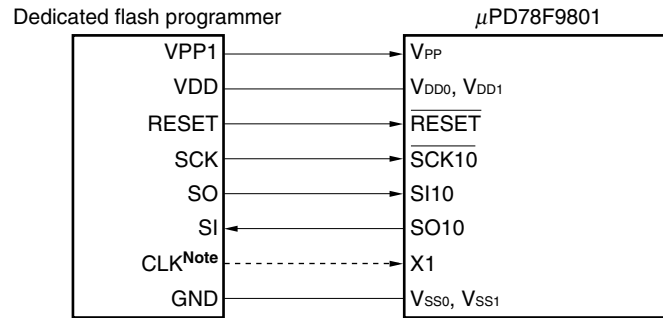 Dedicated flash programmer μPD78F9801
VPP1 VPP
VDD VDD0, VDD1
RESET RESET
SCK SCK10
SO SI10
SI SO10
CLKNote X1
GND VSS0, VSS1